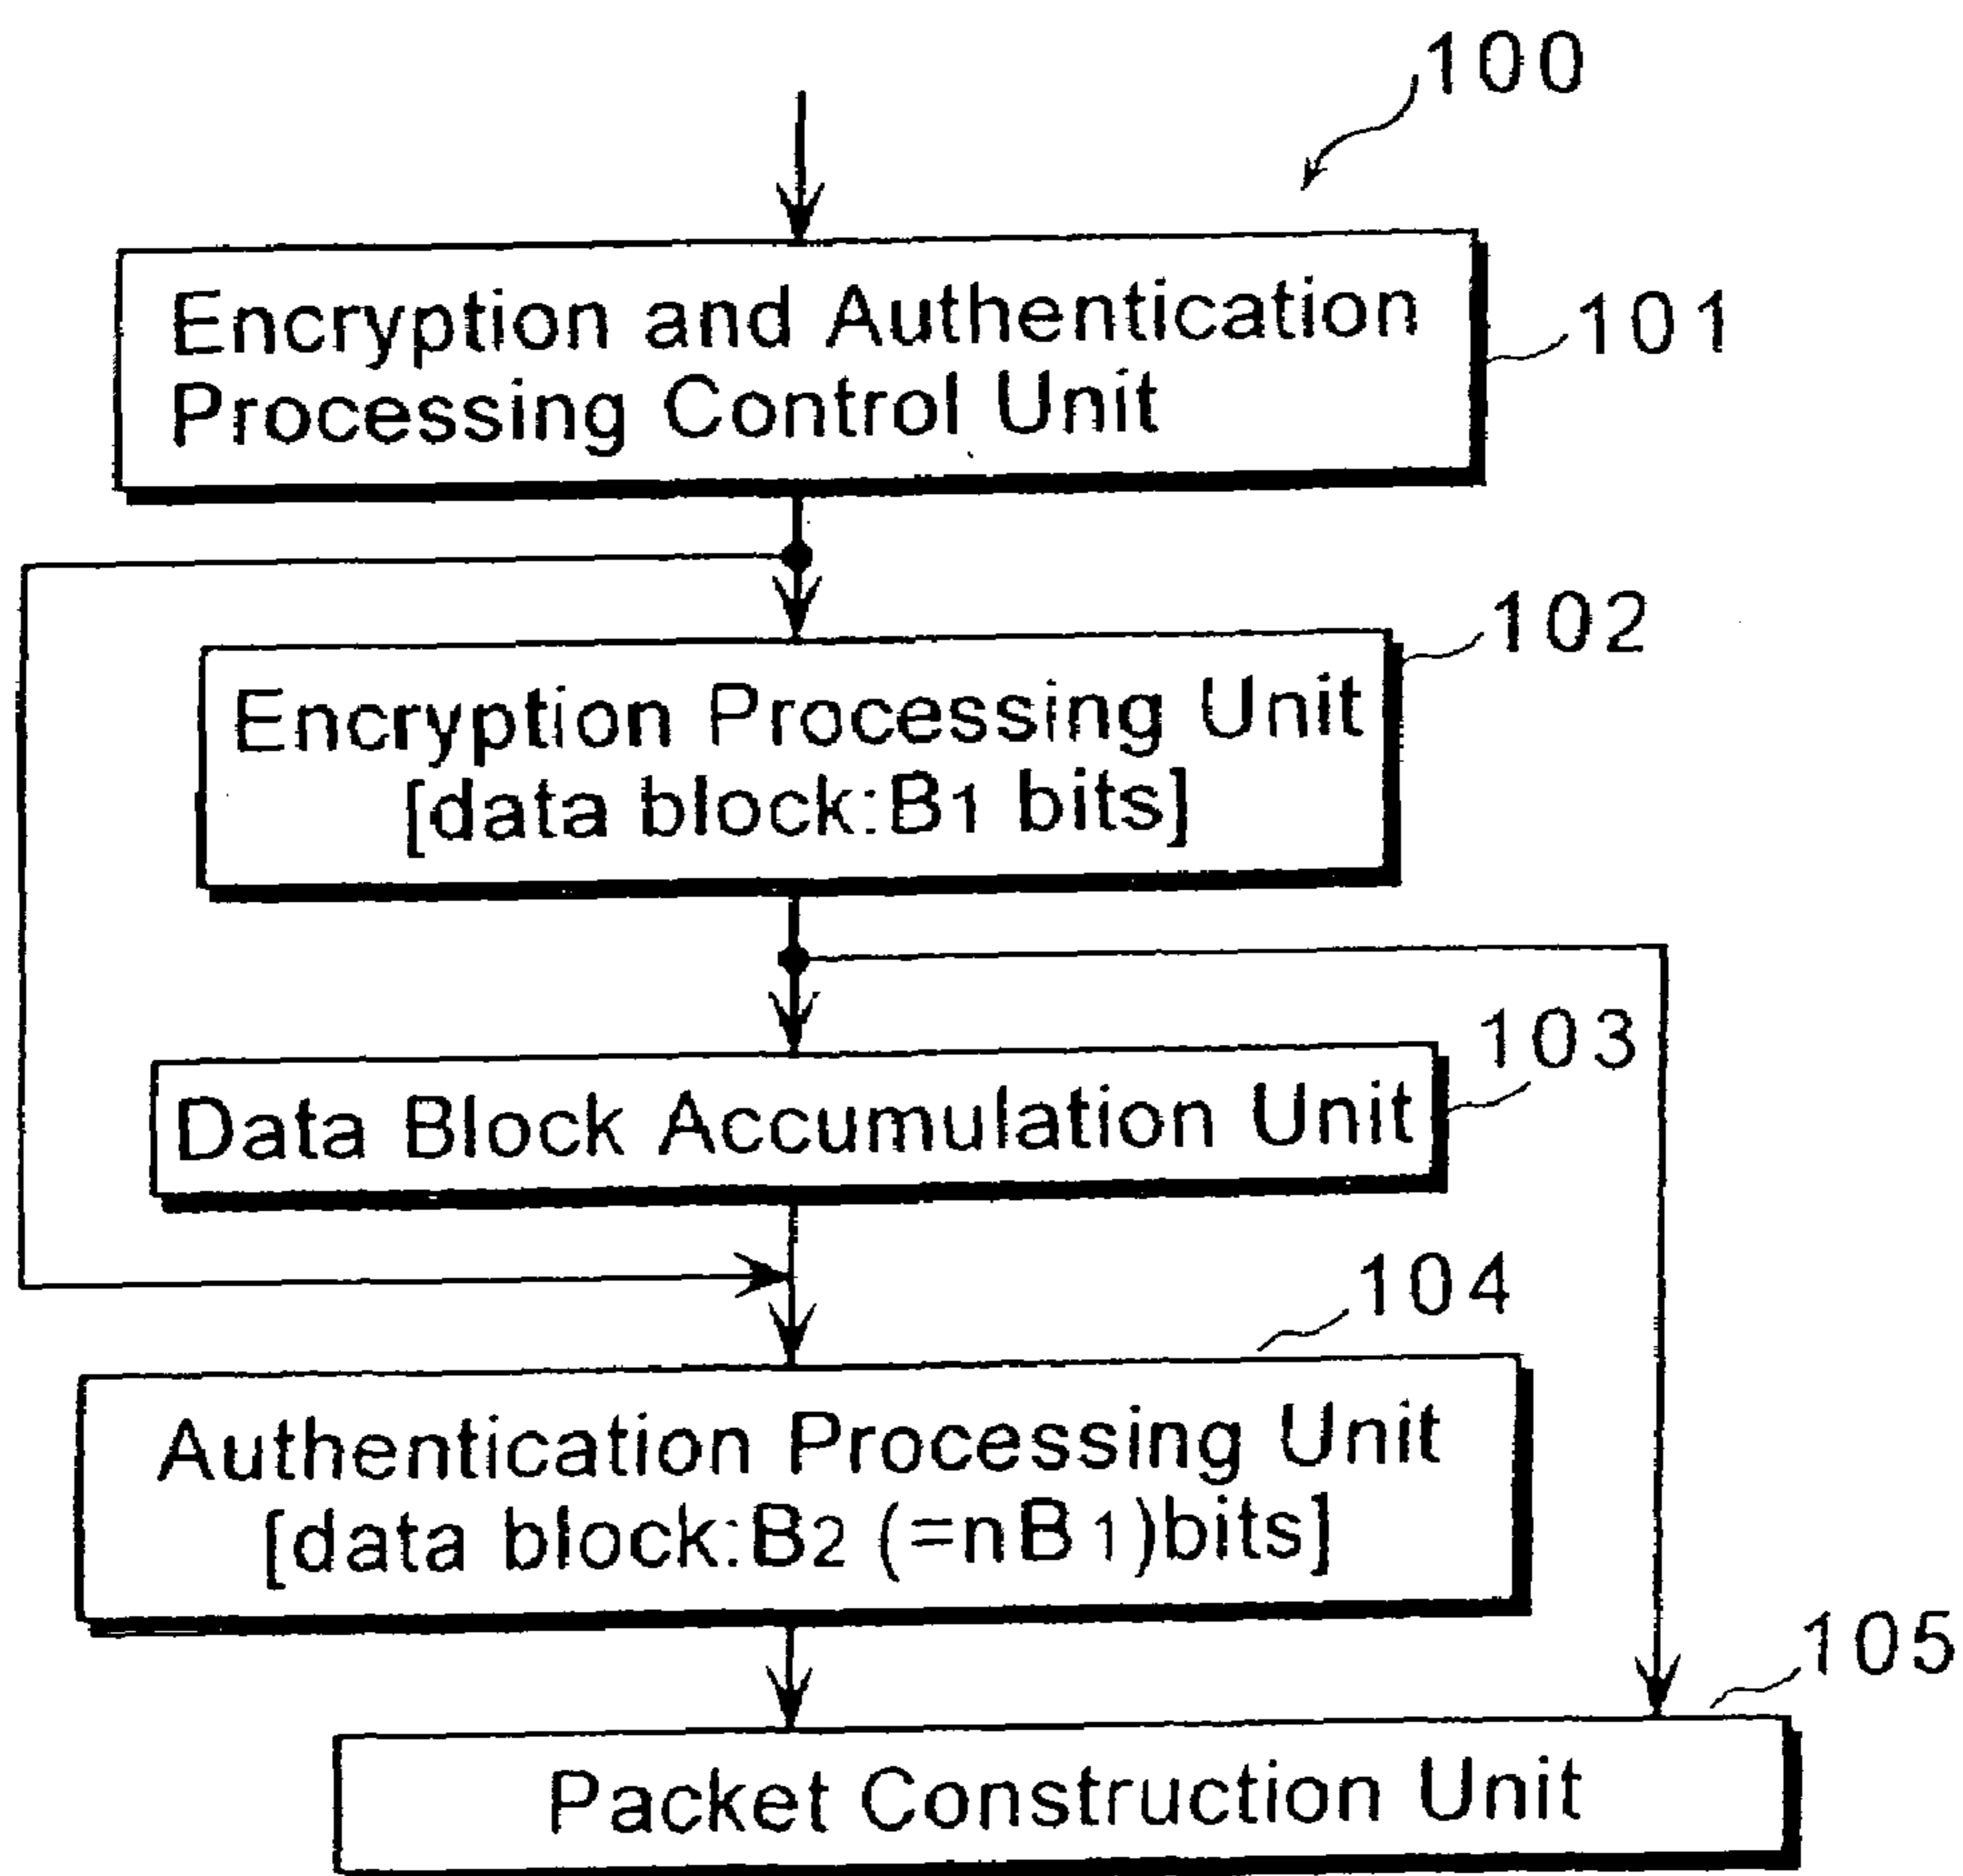 100
Encryption and Authentication
Processing Control Unit
101
102
Encryption Processing Unit
[data block:B1 bits]
103
Data Block Accumulation Unit
104
Authentication Processing Unit
[data block:B2 (=nB1)bits]
105
Packet Construction Unit